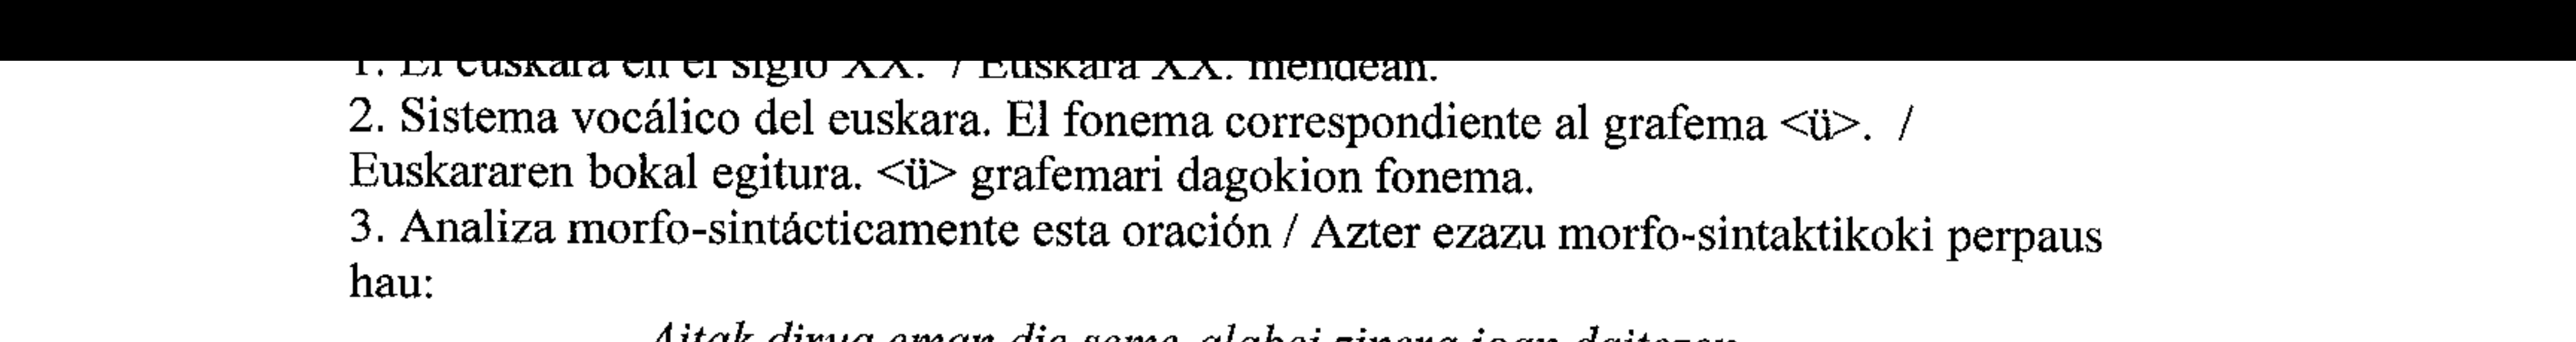 1. El euskara en el siglo XX. / Euskara XX. mendean.
2. Sistema vocálico del euskara. El fonema correspondiente al grafema <ü>. /
Euskararen bokal egitura. <ü> grafemari dagokion fonema.
3. Analiza morfo-sintácticamente esta oración / Azter ezazu morfo-sintaktikoki perpaus
hau:
Aitak dirua eman die seme-alabei zinera joan daitezen